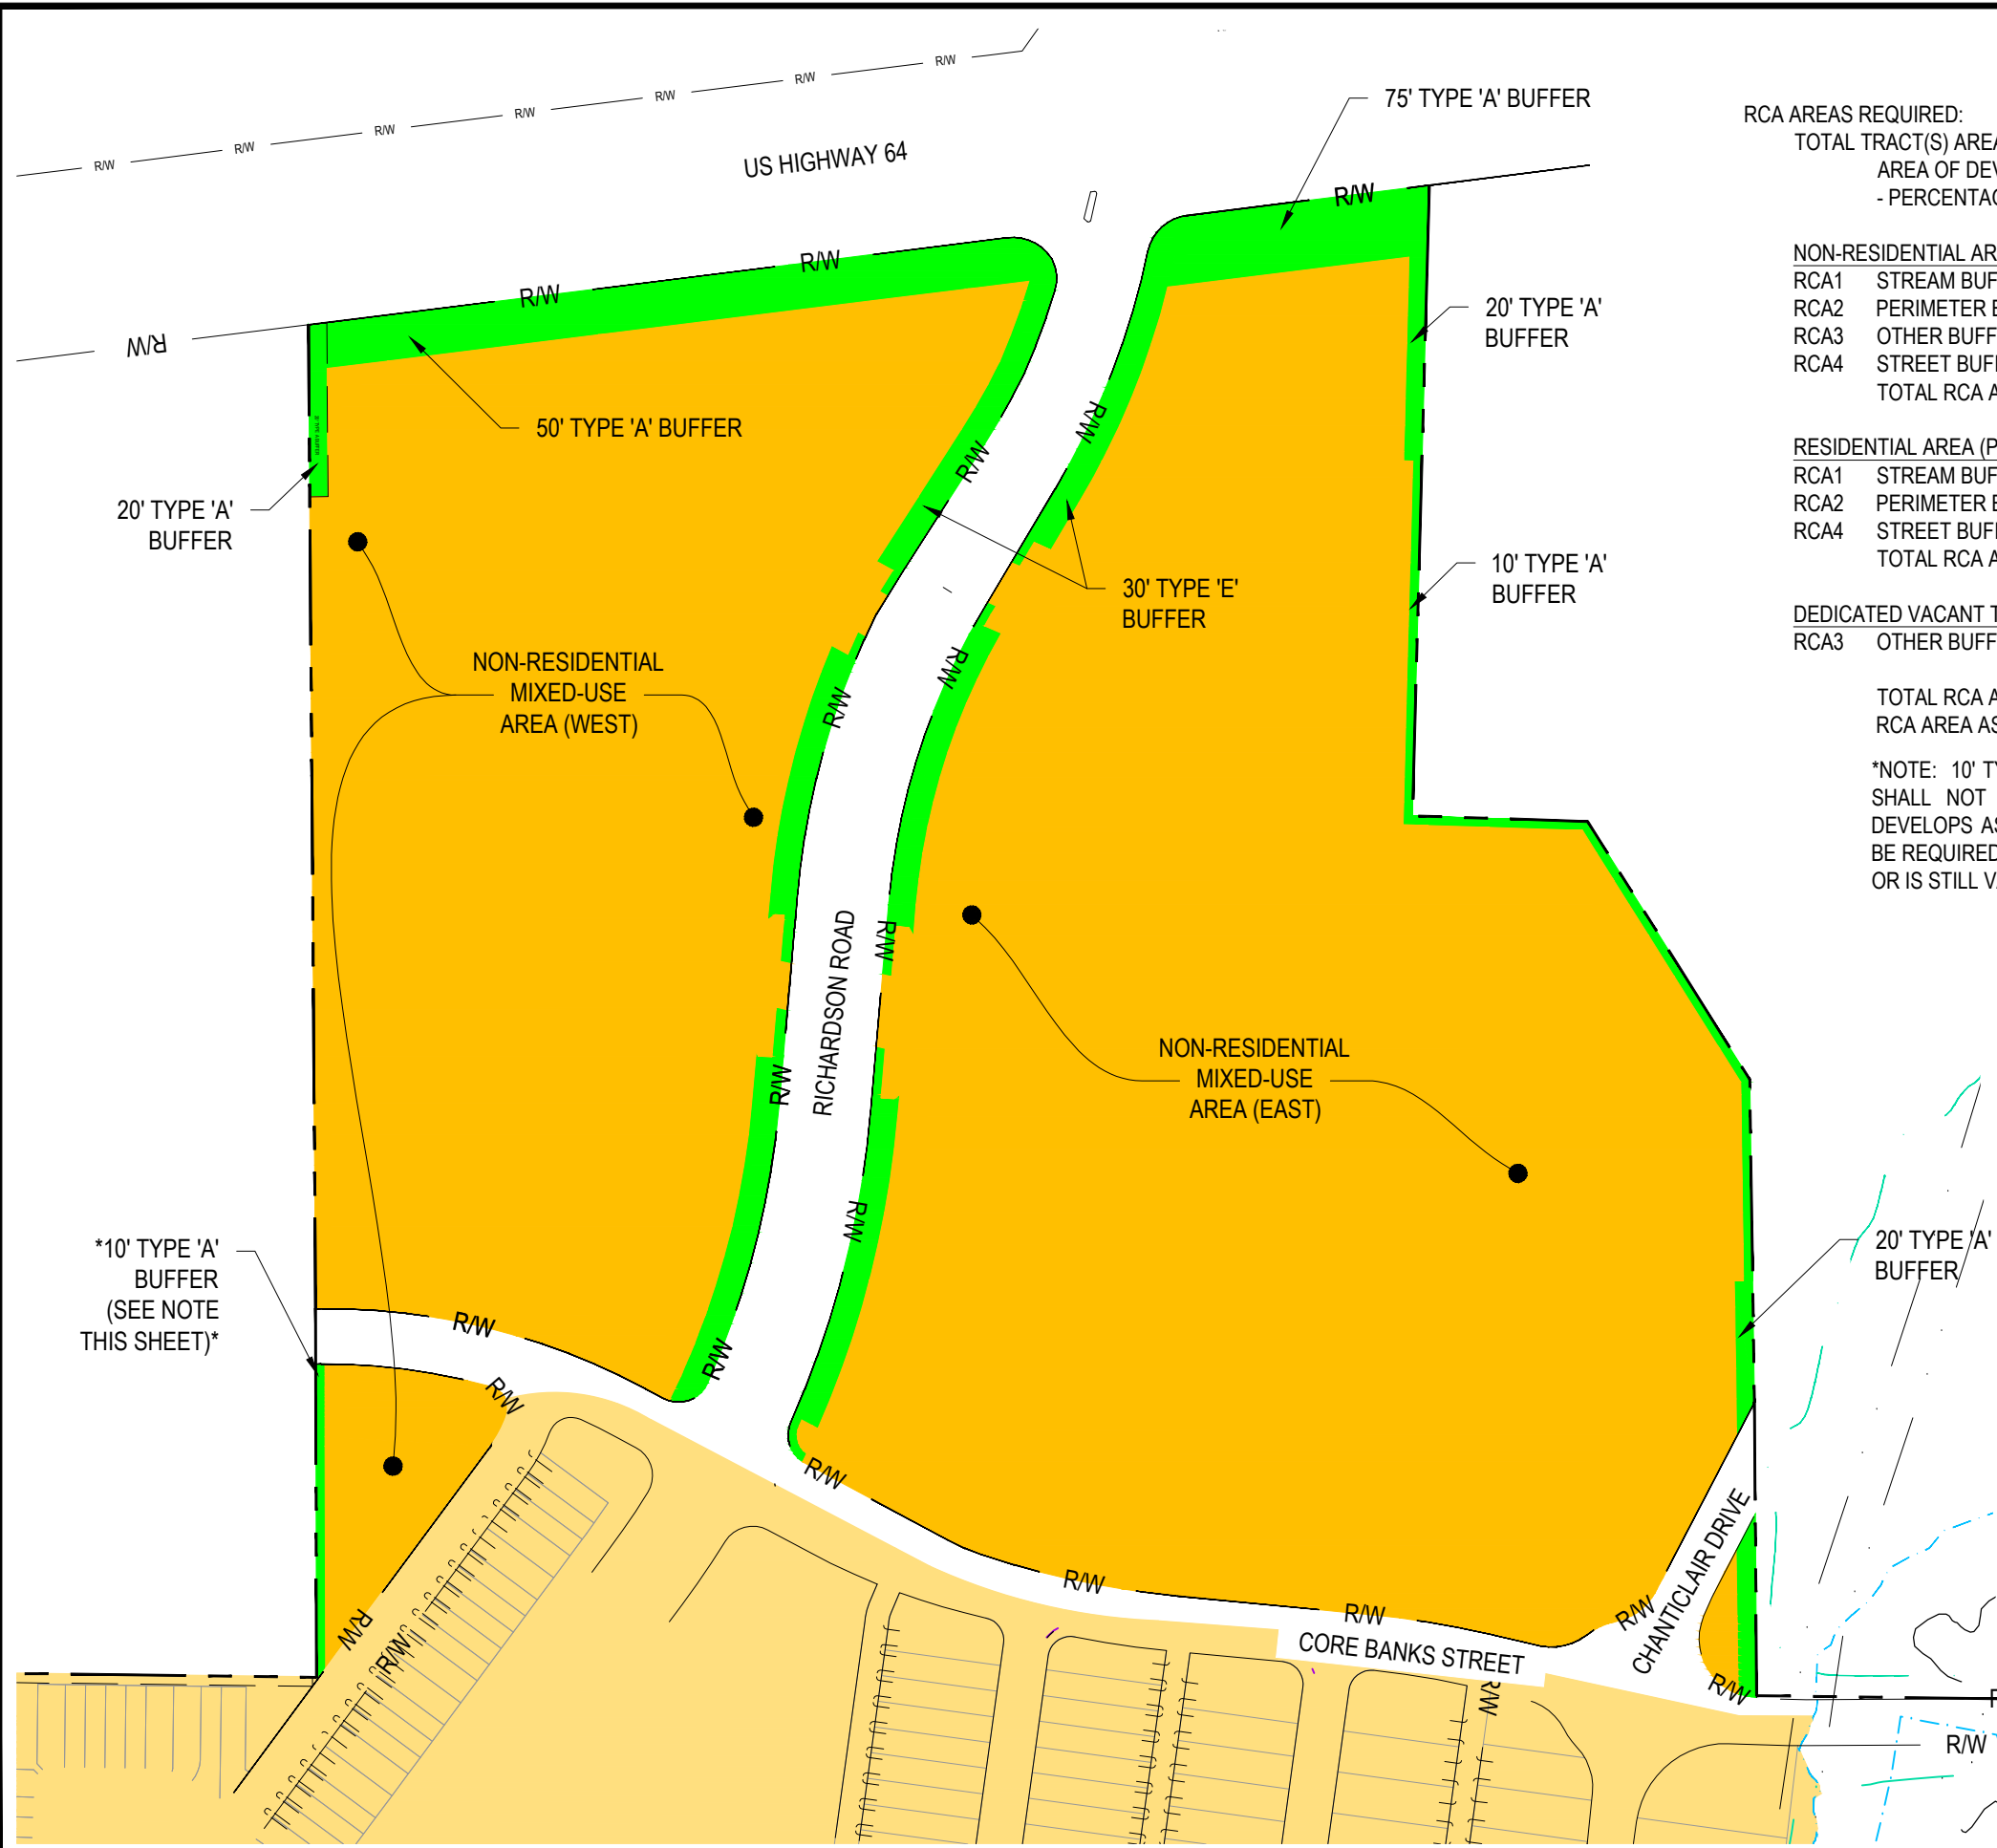 R/W
R/W
R/W
R/W
R/W
R/W
R/W
US HIGHWAY 64
75' TYPE 'A' BUFFER
R/W
R/W
R/W
R/W
50' TYPE 'A' BUFFER
20' TYPE 'A'
BUFFER
20' TYPE 'A'
BUFFER
10' TYPE 'A'
BUFFER
30' TYPE 'E'
BUFFER
R/W
R/W
R/W
R/W
NON-RESIDENTIAL
MIXED-USE
AREA (WEST)
RICHARDSON ROAD
R/W
R/W
R/W
R/W
NON-RESIDENTIAL
MIXED-USE
AREA (EAST)
*10' TYPE 'A'
BUFFER
(SEE NOTE
THIS SHEET)*
20' TYPE 'A'
BUFFER
R/W
R/W
R/W
R/W
R/W
R/W
R/W
R/W
R/W
R/W
R/W
CORE BANKS STREET
CHANTICLAIR DRIVE
R/W
RCA AREAS REQUIRED:
TOTAL TRACT(S) AREA
AREA OF DEV
- PERCENTAG
NON-RESIDENTIAL AR
RCA1 STREAM BUF
RCA2 PERIMETER B
RCA3 OTHER BUFF
RCA4 STREET BUF
TOTAL RCA A
RESIDENTIAL AREA (P
RCA1 STREAM BUF
RCA2 PERIMETER B
RCA4 STREET BUF
TOTAL RCA A
DEDICATED VACANT T
RCA3 OTHER BUFF
TOTAL RCA A
RCA AREA AS
*NOTE: 10' TY
SHALL NOT
DEVELOPS AS
BE REQUIRED
OR IS STILL VA